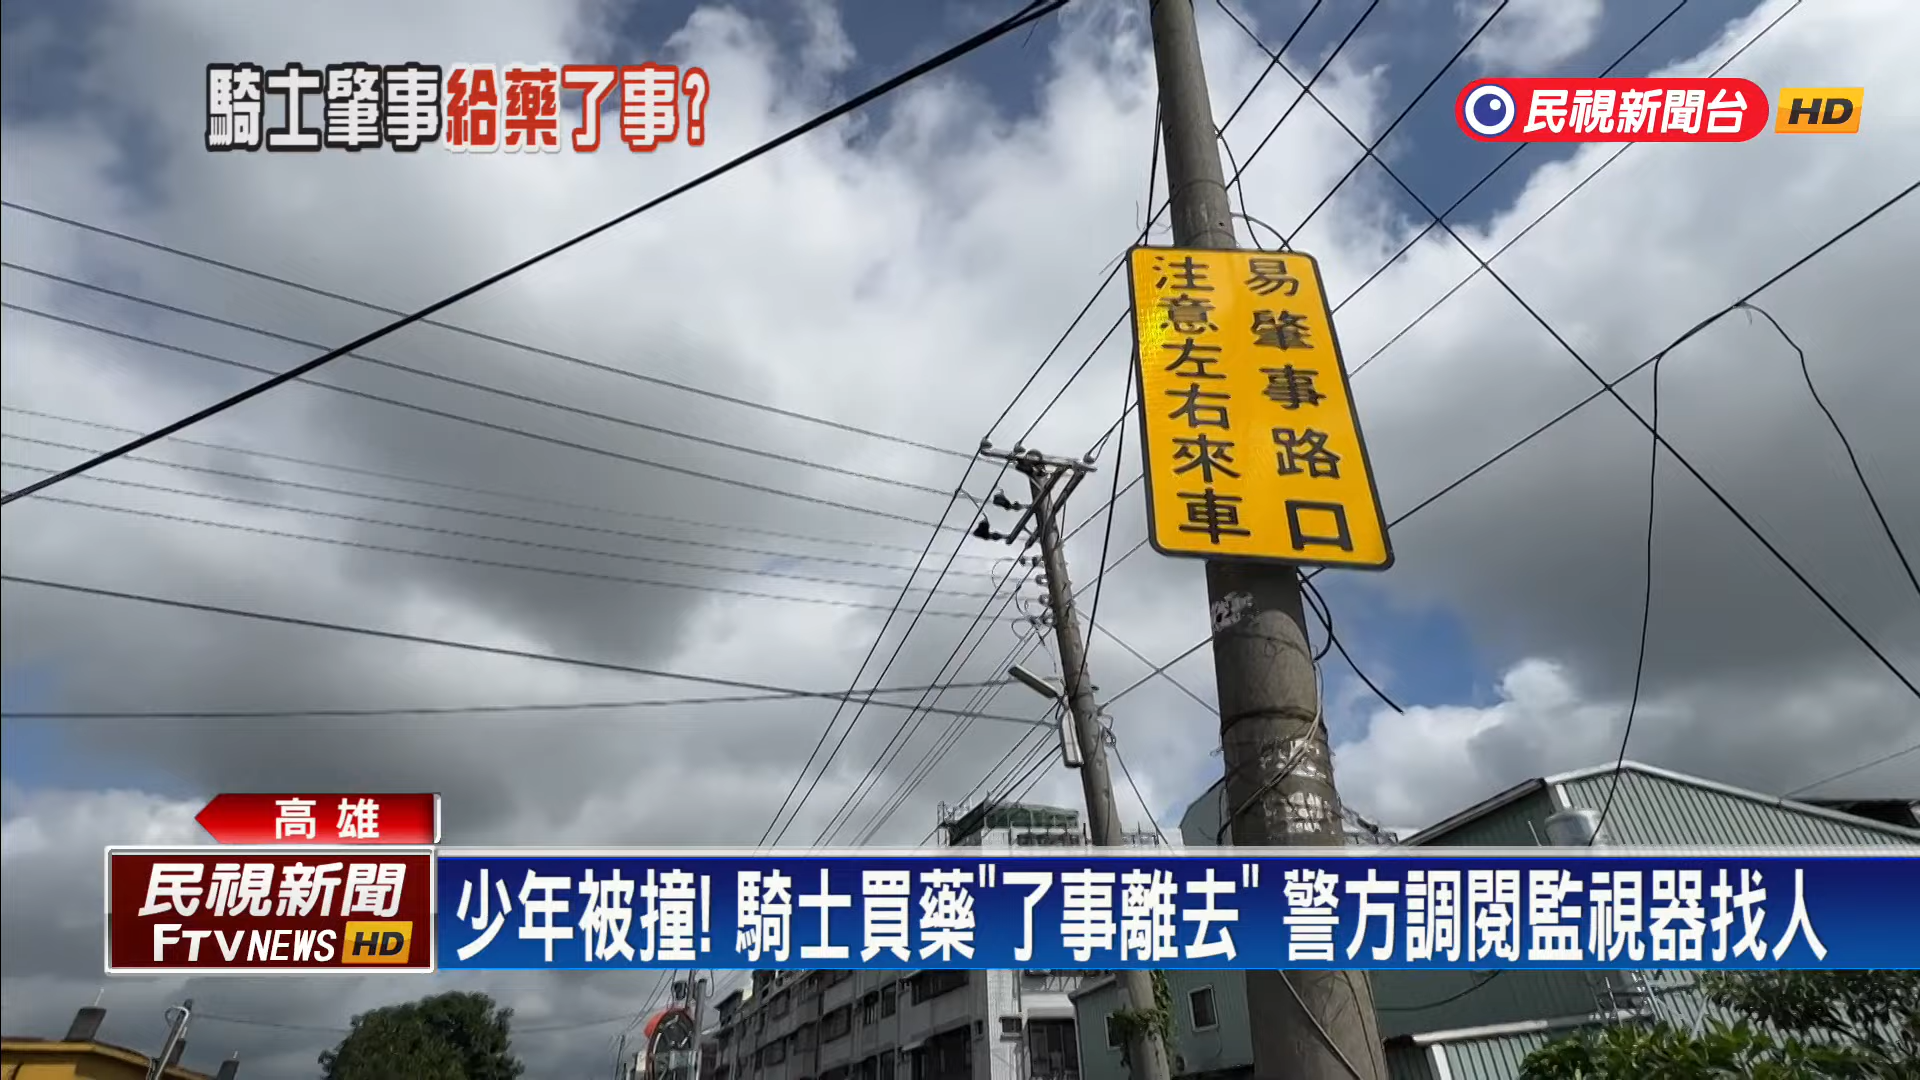 騎士肇事給藥了事?
民視新聞台 HD
易肇事路口
注意左右來車
高雄
民視新聞
FTV NEWS HD
少年被撞! 騎士買藥"了事離去" 警方調閱監視器找人